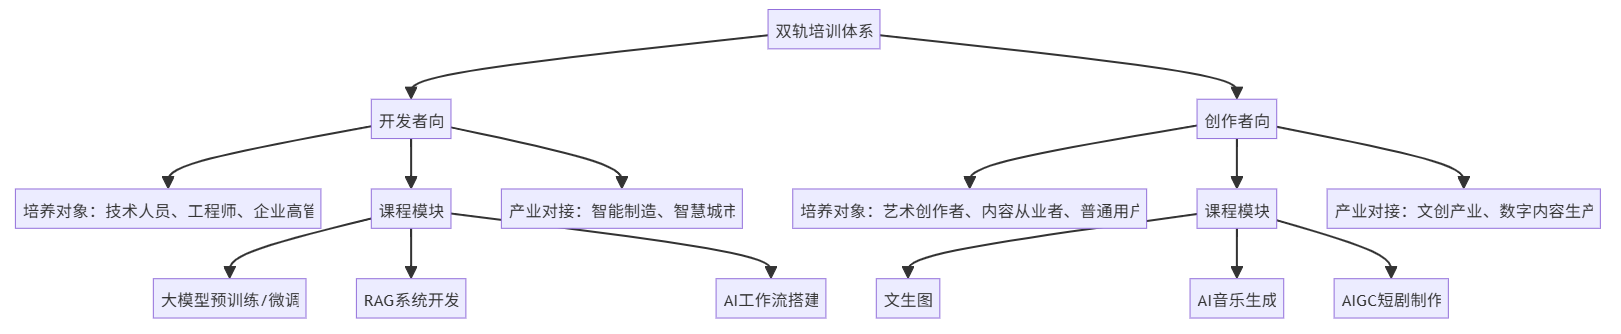 双轨培训体系
开发者向
创作者向
培养对象：技术人员、工程师、企业高管
课程模块
产业对接：智能制造、智慧城市
培养对象：艺术创作者、内容从业者、普通用户
课程模块
产业对接：文创产业、数字内容生产
大模型预训练/微调
RAG系统开发
AI工作流搭建
文生图
AI音乐生成
AIGC短剧制作